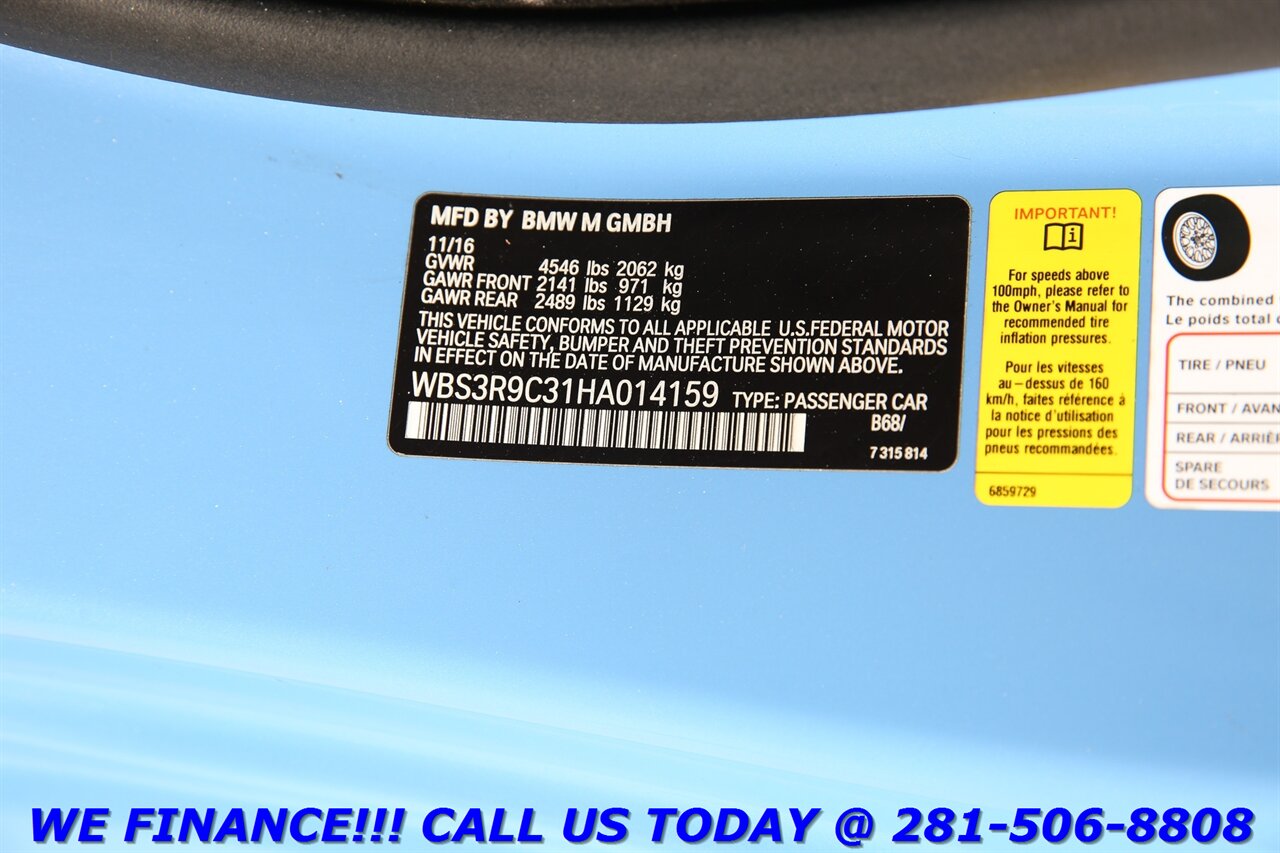 MFD BY BMW M GMBH
11/16
GVWR 4546 lbs 2062 kg
GAWR FRONT 2141 lbs 971 kg
GAWR REAR 2489 lbs 1129 kg
THIS VEHICLE CONFORMS TO ALL APPLICABLE U.S.FEDERAL MOTOR
VEHICLE SAFETY, BUMPER AND THEFT PREVENTION STANDARDS
IN EFFECT ON THE DATE OF MANUFACTURE SHOWN ABOVE.
WBS3R9C31HA014159 TYPE: PASSENGER CAR
B68/
7 315 814
IMPORTANT!
i
For speeds above
100mph, please refer to
the Owner's Manual for
recommended tire
inflation pressures.
Pour les vitesses
au-dessus de 160
km/h, faites référence à
la notice d'utilisation
pour les pressions des
pneus recommandées.
6859729
The combined
Le poids total
TIRE / PNEU
FRONT / AVAN
REAR / ARRIÈR
SPARE
DE SECOURS
WE FINANCE!!! CALL US TODAY @ 281-506-8808